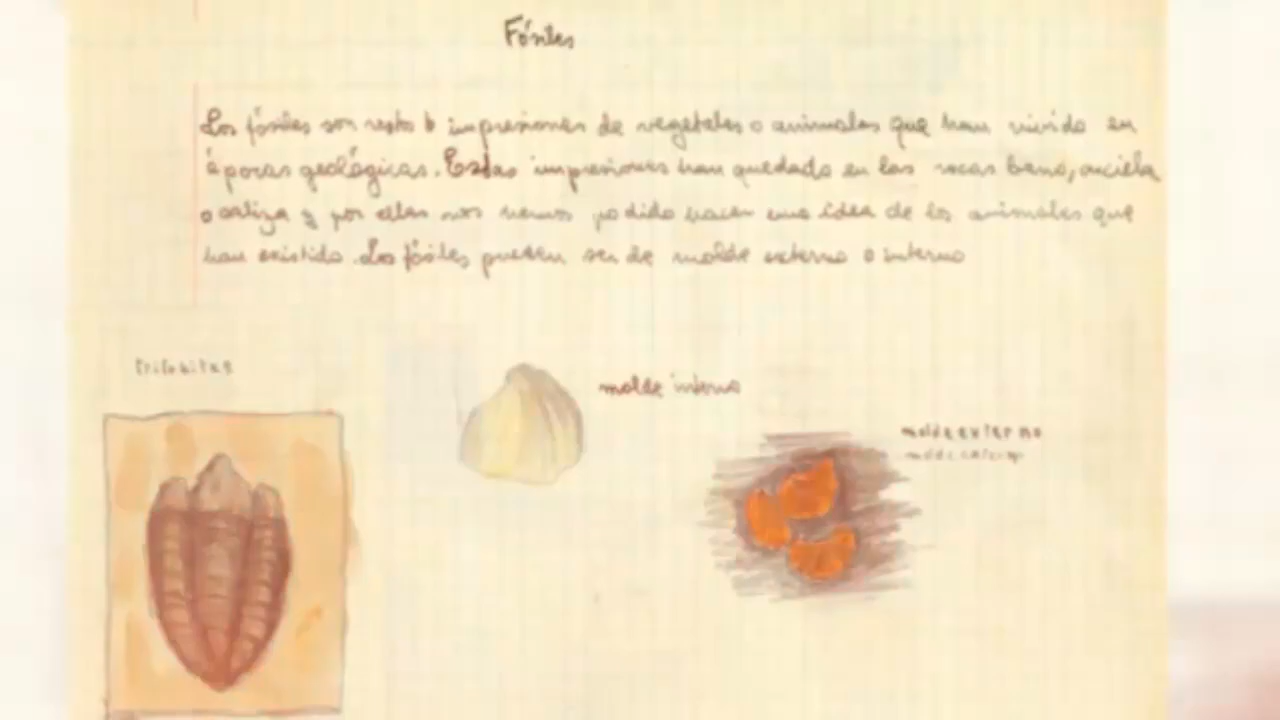 Fósiles
Los fósiles son resto o impresiones de vegetales o animales que han vivido en
épocas geológicas. Estas impresiones han quedado en las rocas barro, arcilla
o caliza y por ellas nos hemos podido hacer una idea de los animales que
han existido. Los fósiles pueden ser de molde externo o interno
trilobites
molde interno
molde externo